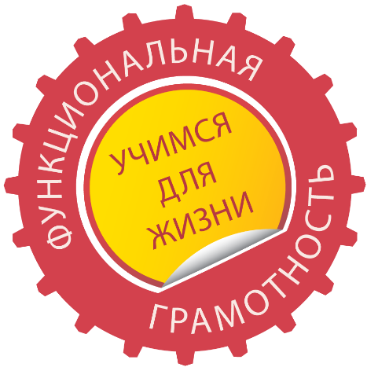 ФУНКЦИОНАЛЬНАЯ
ГРАМОТНОСТЬ
УЧИМСЯ
ДЛЯ
ЖИЗНИ